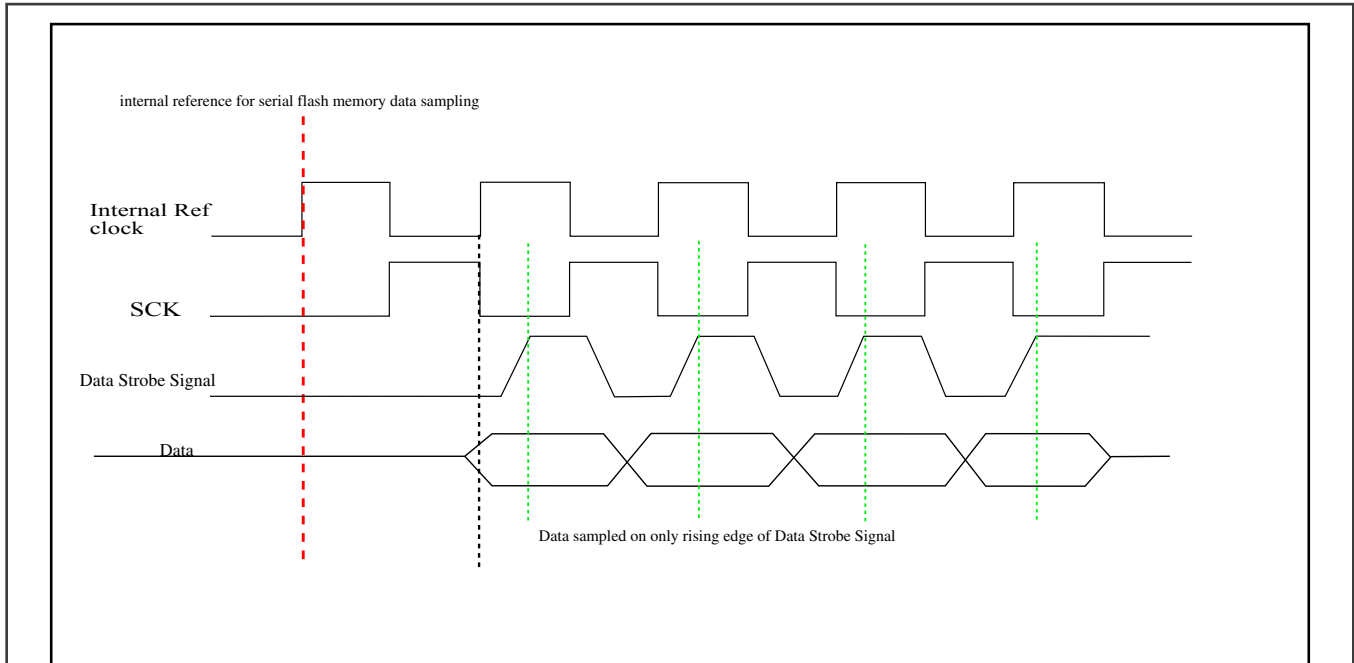 internal reference for serial flash memory data sampling
Internal Ref
clock
SCK
Data Strobe Signal
Data
Data sampled on only rising edge of Data Strobe Signal